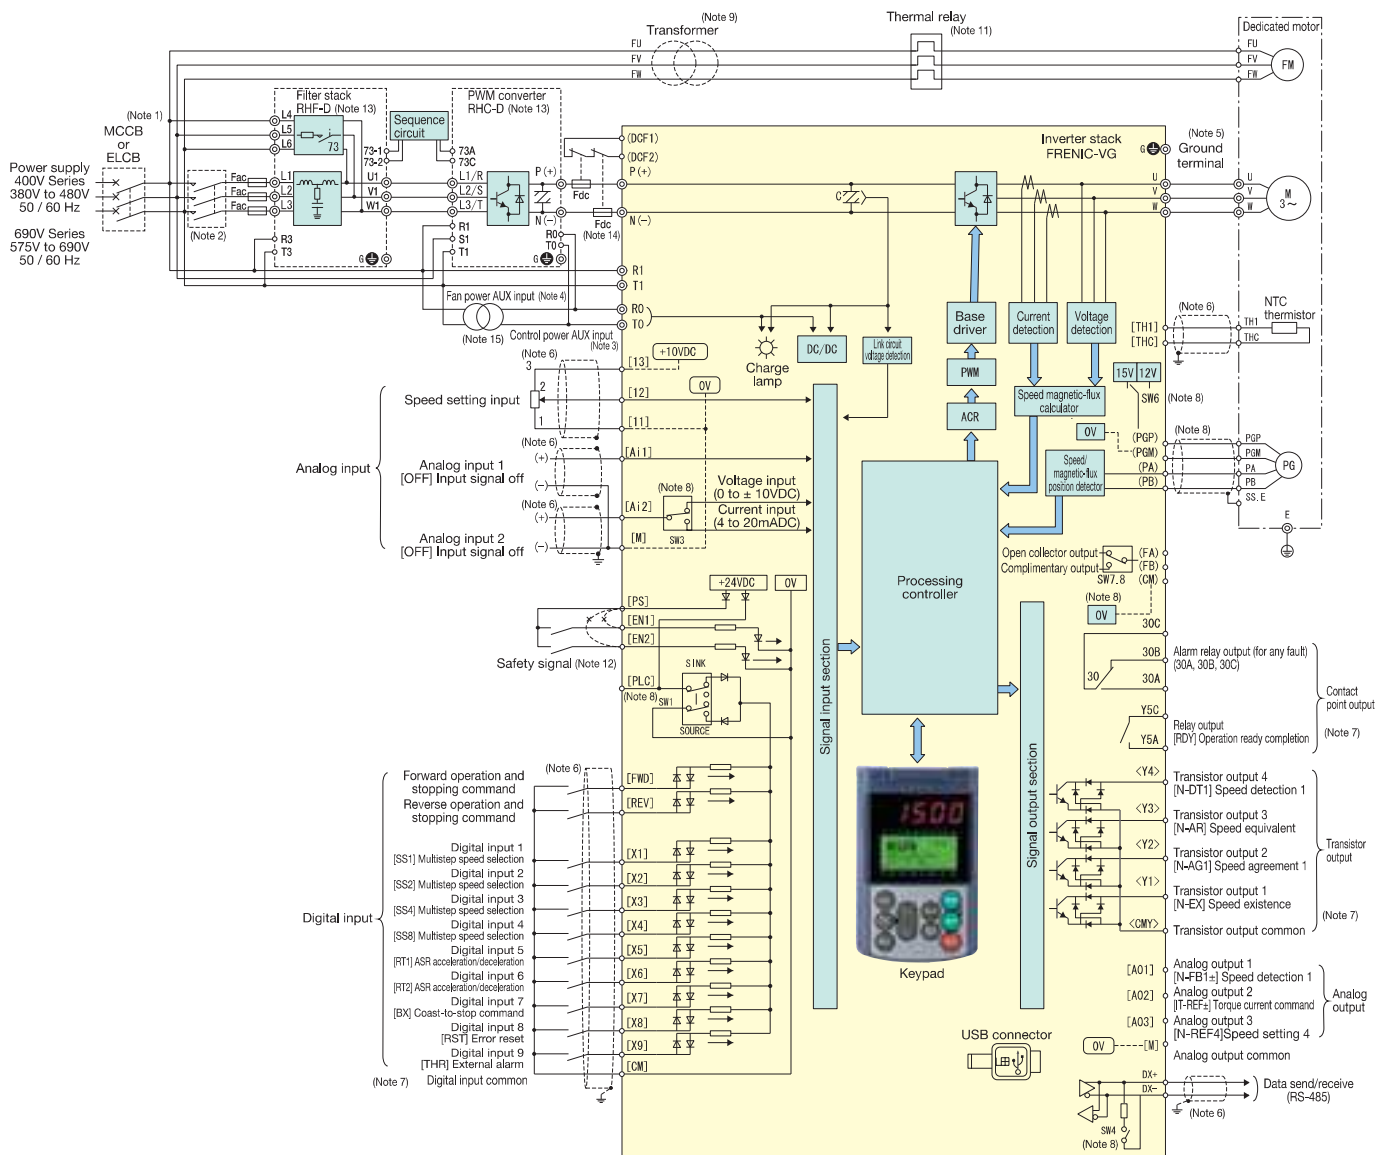 (Note 9)
Transformer
Thermal relay
(Note 11)
Dedicated motor
FU
FV
FW
FU
FV
FW
FM
(Note 1)
MCCB
or
ELCB
Filter stack
RHF-D (Note 13)
L4
L5
L6
73
73-1
73-2
Sequence
circuit
PWM converter
RHC-D (Note 13)
73A
73C
Power supply
400V Series
380V to 480V
50 / 60 Hz
690V Series
575V to 690V
50 / 60 Hz
(Note 2)
Fac
Fac
Fac
L1
L2
L3
U1
V1
W1
R3
T3
G
L1/R
L2/S
L3/T
P(+)
N(-)
R1
S1
T1
R0
T0
G
Fdc
Fdc
(Note 14)
(DCF1)
(DCF2)
P(+)
N(-)
C
Inverter stack
FRENIC-VG
G
(Note 5)
Ground
terminal
U
V
W
U
V
W
M
3~
R1
T1
R0
T0
Fan power AUX input (Note 4)
(Note 15)
Control power AUX input
(Note 3)
Charge
lamp
DC/DC
Link circuit
voltage detection
Base
driver
PWM
ACR
Current
detection
Voltage
detection
Speed magnetic-flux
calculator
Speed/
magnetic-flux
position detector
[TH1]
[THC]
(Note 6)
TH1
THC
NTC
thermistor
15V
12V
SW6
(Note 8)
0V
(PGP)
(PGM)
(PA)
(PB)
(Note 8)
PGP
PGM
PA
PB
SS.E
PG
E
(Note 6)
3
2
1
[13]
+10VDC
[12]
[11]
0V
Speed setting input
Analog input
(Note 6)
Analog input 1
[OFF] Input signal off
(+)
(-)
[Ai1]
(Note 6)
Analog input 2
[OFF] Input signal off
(+)
(-)
[Ai2]
[M]
(Note 8)
SW3
Voltage input
(0 to ± 10VDC)
Current input
(4 to 20mADC)
Processing
controller
Signal input section
Signal output section
Open collector output
Complimentary output
SW7.8
(FA)
(FB)
(CM)
(Note 8)
0V
+24VDC
0V
[PS]
[EN1]
[EN2]
Safety signal (Note 12)
[PLC]
(Note 8)
SW1
SINK
SOURCE
30C
30B
30A
30
Alarm relay output (for any fault)
(30A, 30B, 30C)
Y5C
Y5A
Relay output
[RDY] Operation ready completion
Contact
point output
(Note 7)
(Note 6)
Digital input
Forward operation and
stopping command
[FWD]
Reverse operation and
stopping command
[REV]
Digital input 1
[SS1] Multistep speed selection
[X1]
Digital input 2
[SS2] Multistep speed selection
[X2]
Digital input 3
[SS4] Multistep speed selection
[X3]
Digital input 4
[SS8] Multistep speed selection
[X4]
Digital input 5
[RT1] ASR acceleration/deceleration
[X5]
Digital input 6
[RT2] ASR acceleration/deceleration
[X6]
Digital input 7
[BX] Coast-to-stop command
[X7]
Digital input 8
[RST] Error reset
[X8]
Digital input 9
[THR] External alarm
[X9]
(Note 7)
Digital input common
[CM]
1500
Keypad
<Y4>
Transistor output 4
[N-DT1] Speed detection 1
<Y3>
Transistor output 3
[N-AR] Speed equivalent
<Y2>
Transistor output 2
[N-AG1] Speed agreement 1
<Y1>
Transistor output 1
[N-EX] Speed existence
<CMY>
Transistor output common
Transistor
output
(Note 7)
[A01]
Analog output 1
[N-FB1±] Speed detection 1
[A02]
Analog output 2
[IT-REF±] Torque current command
[A03]
Analog output 3
[N-REF4]Speed setting 4
Analog
output
0V
[M]
Analog output common
USB connector
DX+
DX-
SW4
(Note 8)
(Note 6)
Data send/receive
(RS-485)